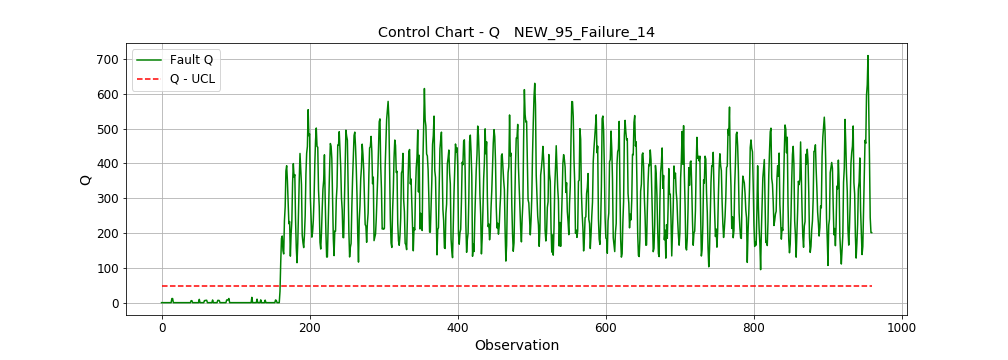 Control Chart - Q   NEW_95_Failure_14
Fault Q
Q - UCL
700
600
500
400
300
200
100
0
Q
0 200 400 600 800 1000
Observation